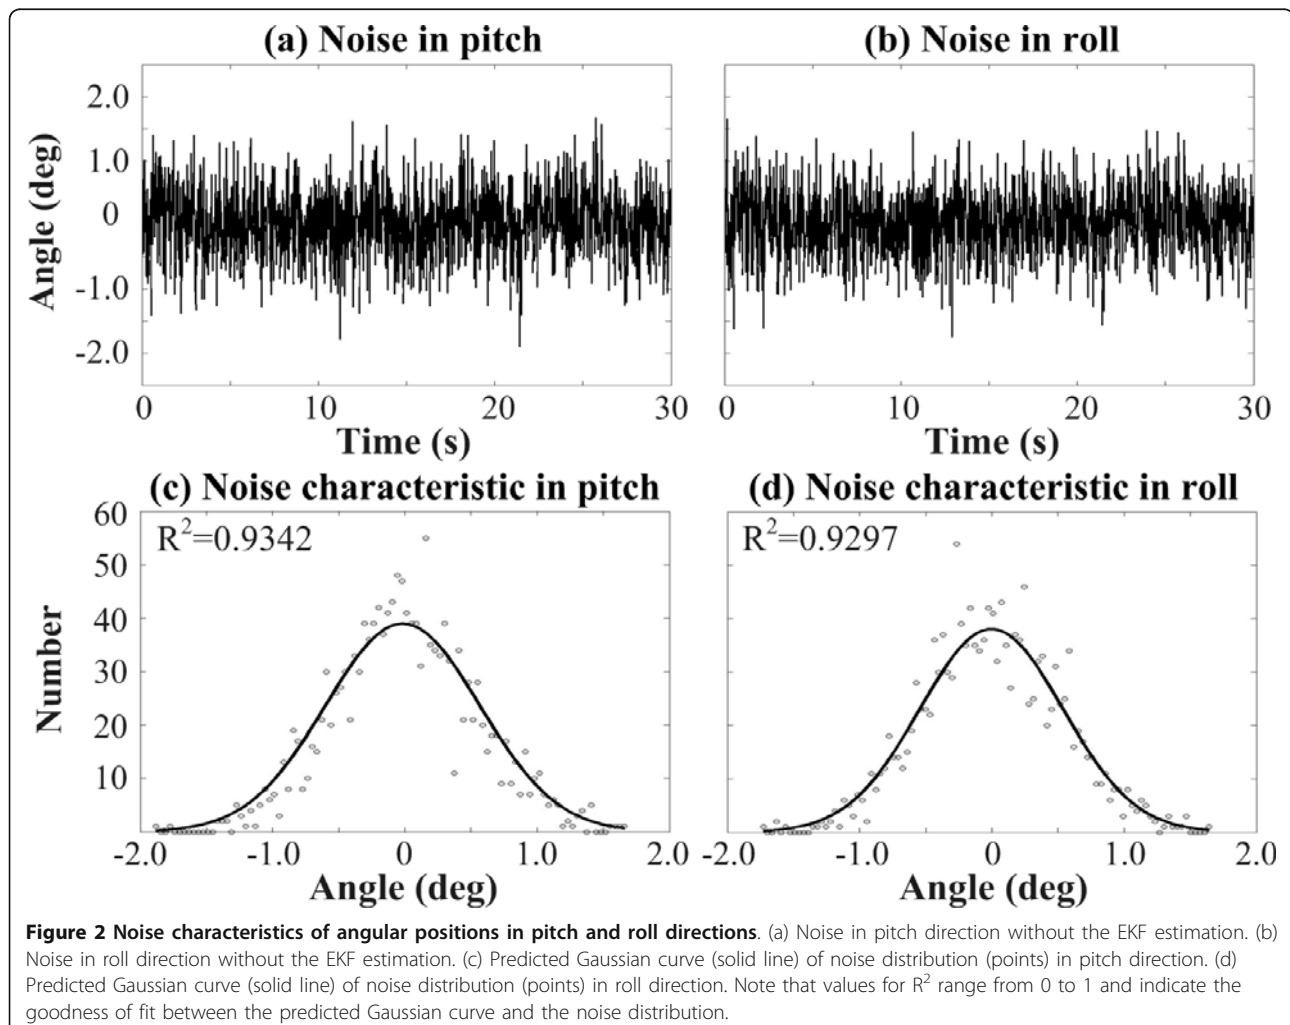 (a) Noise in pitch
(b) Noise in roll
Angle (deg)
2.0
1.0
0
-1.0
-2.0
0
10
20
30
Time (s)
0
10
20
30
Time (s)
(c) Noise characteristic in pitch
(d) Noise characteristic in roll
Number
60
50
40
30
20
10
R²=0.9342
-2.0
-1.0
0
1.0
2.0
Angle (deg)
R²=0.9297
-2.0
-1.0
0
1.0
2.0
Angle (deg)
Figure 2 Noise characteristics of angular positions in pitch and roll directions. (a) Noise in pitch direction without the EKF estimation. (b)
Noise in roll direction without the EKF estimation. (c) Predicted Gaussian curve (solid line) of noise distribution (points) in pitch direction. (d)
Predicted Gaussian curve (solid line) of noise distribution (points) in roll direction. Note that values for R² range from 0 to 1 and indicate the
goodness of fit between the predicted Gaussian curve and the noise distribution.